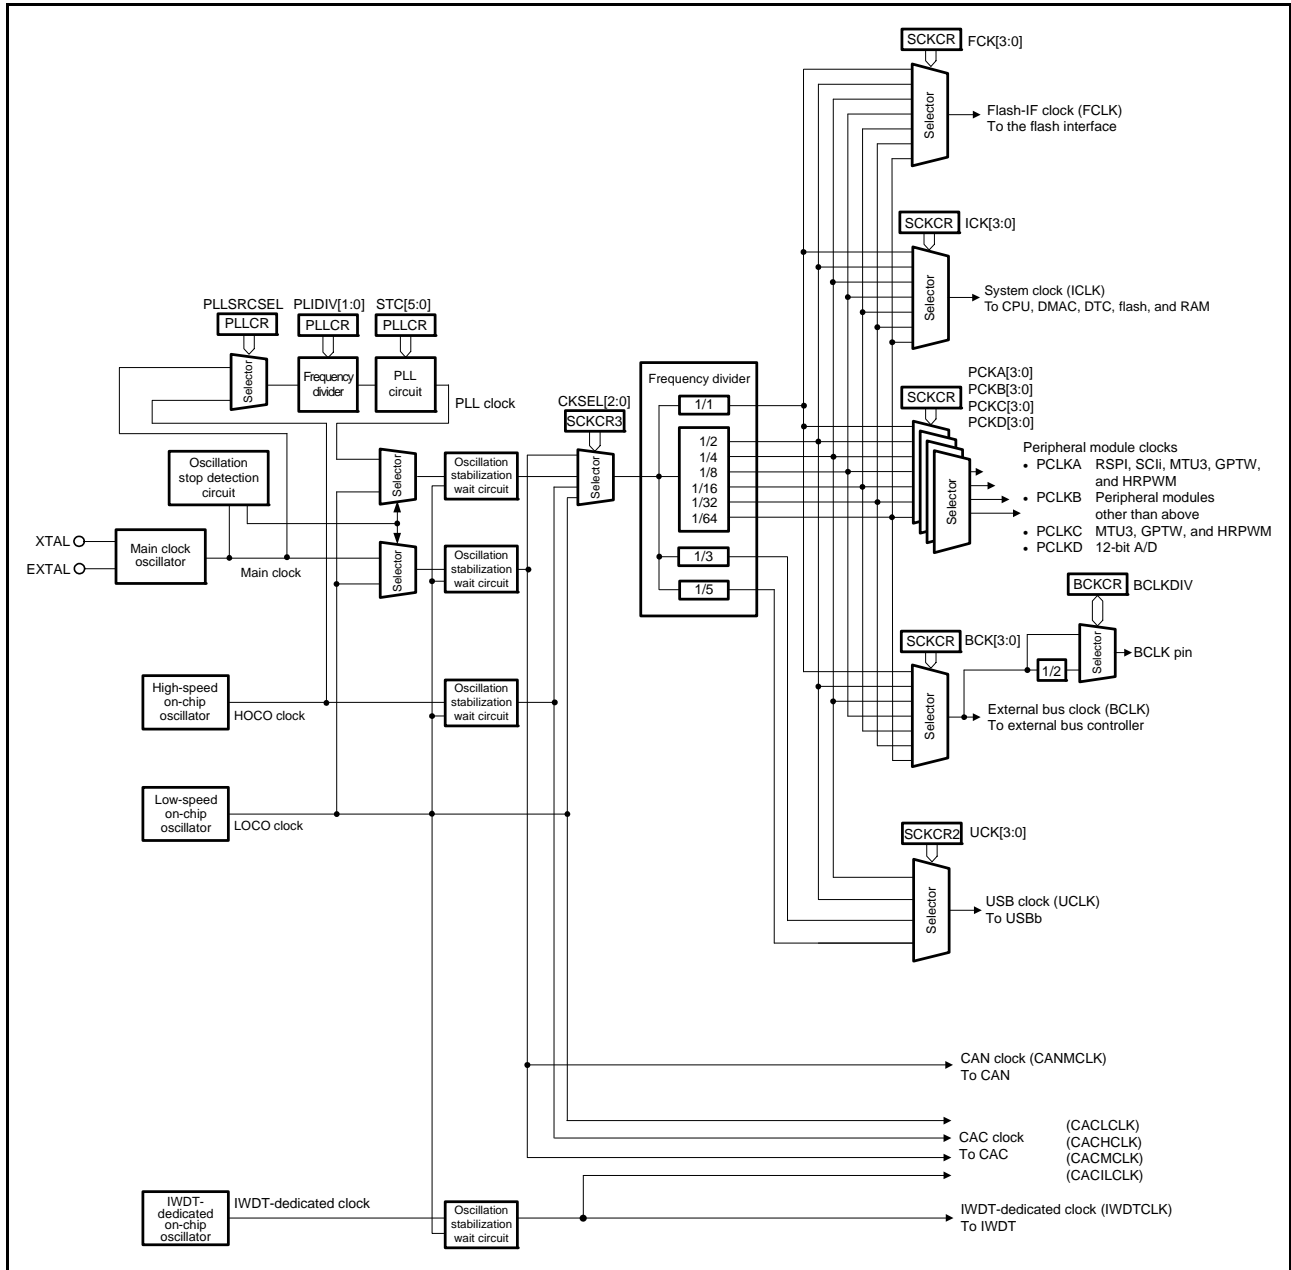 SCKCR FCK[3:0]
Selector
Flash-IF clock (FCLK)
To the flash interface
SCKCR ICK[3:0]
Selector
System clock (ICLK)
To CPU, DMAC, DTC, flash, and RAM
PLLSRCSEL PLIDIV[1:0] STC[5:0]
PLLCR PLLCR PLLCR
Selector
Frequency
divider
PLL
circuit
PLL clock
CKSEL[2:0]
SCKCR3
Selector
Frequency divider
1/1
1/2
1/4
1/8
1/16
1/32
1/64
1/3
1/5
PCKA[3:0]
PCKB[3:0]
PCKC[3:0]
PCKD[3:0]
SCKCR
Selector
Peripheral module clocks
• PCLKA RSPI, SCIi, MTU3, GPTW,
and HRPWM
• PCLKB Peripheral modules
other than above
• PCLKC MTU3, GPTW, and HRPWM
• PCLKD 12-bit A/D
Oscillation
stop detection
circuit
Selector
Oscillation
stabilization
wait circuit
XTAL
EXTAL
Main clock
oscillator
Main clock
Selector
Oscillation
stabilization
wait circuit
BCKCR BCLKDIV
Selector
1/2
BCLK pin
SCKCR BCK[3:0]
Selector
External bus clock (BCLK)
To external bus controller
High-speed
on-chip
oscillator
HOCO clock
Oscillation
stabilization
wait circuit
Low-speed
on-chip
oscillator
LOCO clock
SCKCR2 UCK[3:0]
Selector
USB clock (UCLK)
To USBb
CAN clock (CANMCLK)
To CAN
CAC clock
To CAC
(CACLCLK)
(CACHCLK)
(CACMCLK)
(CACILCLK)
IWDT-
dedicated
on-chip
oscillator
IWDT-dedicated clock
Oscillation
stabilization
wait circuit
IWDT-dedicated clock (IWDTCLK)
To IWDT